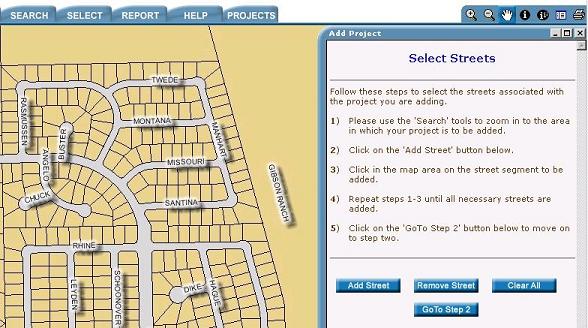 SEARCH SELECT REPORT HELP PROJECTS
Add Project
Select Streets
Follow these steps to select the streets associated with
the project you are adding.
1) Please use the 'Search' tools to zoom in to the area
in which your project is to be added.
2) Click on the 'Add Street' button below.
3) Click in the map area on the street segment to be
added.
4) Repeat steps 1-3 until all necessary streets are
added.
5) Click on the 'GoTo Step 2' button below to move on
to step two.
Add Street Remove Street Clear All
GoTo Step 2
TWEDE
RASMISSEN
MONTANA
BUSTER
MANHART
ANGELO
MISSOURI
GIBSON RANCH
CHUCK
SANTINA
RHINE
LEYDEN
SCHOONOVER
DIKE
HAGUE